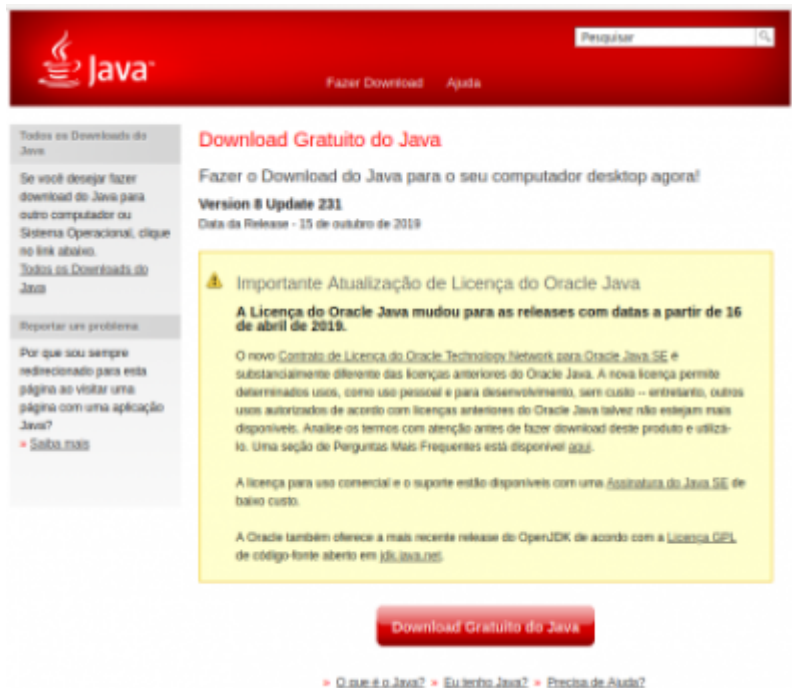 Java
Pesquisar
Fazer Download Ajuda
Todos os Downloads do
Java
Se você desejar fazer
download do Java para
outro computador ou
Sistema Operacional, clique
no link abaixo.
Todos os Downloads do
Java
Reportar um problema
Por que sou sempre
redirecionado para esta
página ao visitar uma
página com uma aplicação
Java?
» Saiba mais
Download Gratuito do Java
Fazer o Download do Java para o seu computador desktop agora!
Version 8 Update 231
Data da Release - 15 de outubro de 2019
Importante Atualização de Licença do Oracle Java
A Licença do Oracle Java mudou para as releases com datas a partir de 16
de abril de 2019.
O novo Contrato de Licença do Oracle Technology Network para Oracle Java SE é
substancialmente diferente das licenças anteriores do Oracle Java. A nova licença permite
determinados usos, como uso pessoal e para desenvolvimento, sem custo -- entretanto, outros
usos autorizados de acordo com licenças anteriores do Oracle Java talvez não estejam mais
disponíveis. Analise os termos com atenção antes de fazer download deste produto e utilizá-
lo. Uma seção de Perguntas Mais Frequentes está disponível aqui.
A licença para uso comercial e o suporte estão disponíveis com uma Assinatura do Java SE de
baixo custo.
A Oracle também oferece a mais recente release do OpenJDK de acordo com a Licença GPL
de código-fonte aberto em jdk.java.net.
Download Gratuito do Java
» O que é o Java? » Eu tenho Java? » Precisa de Ajuda?